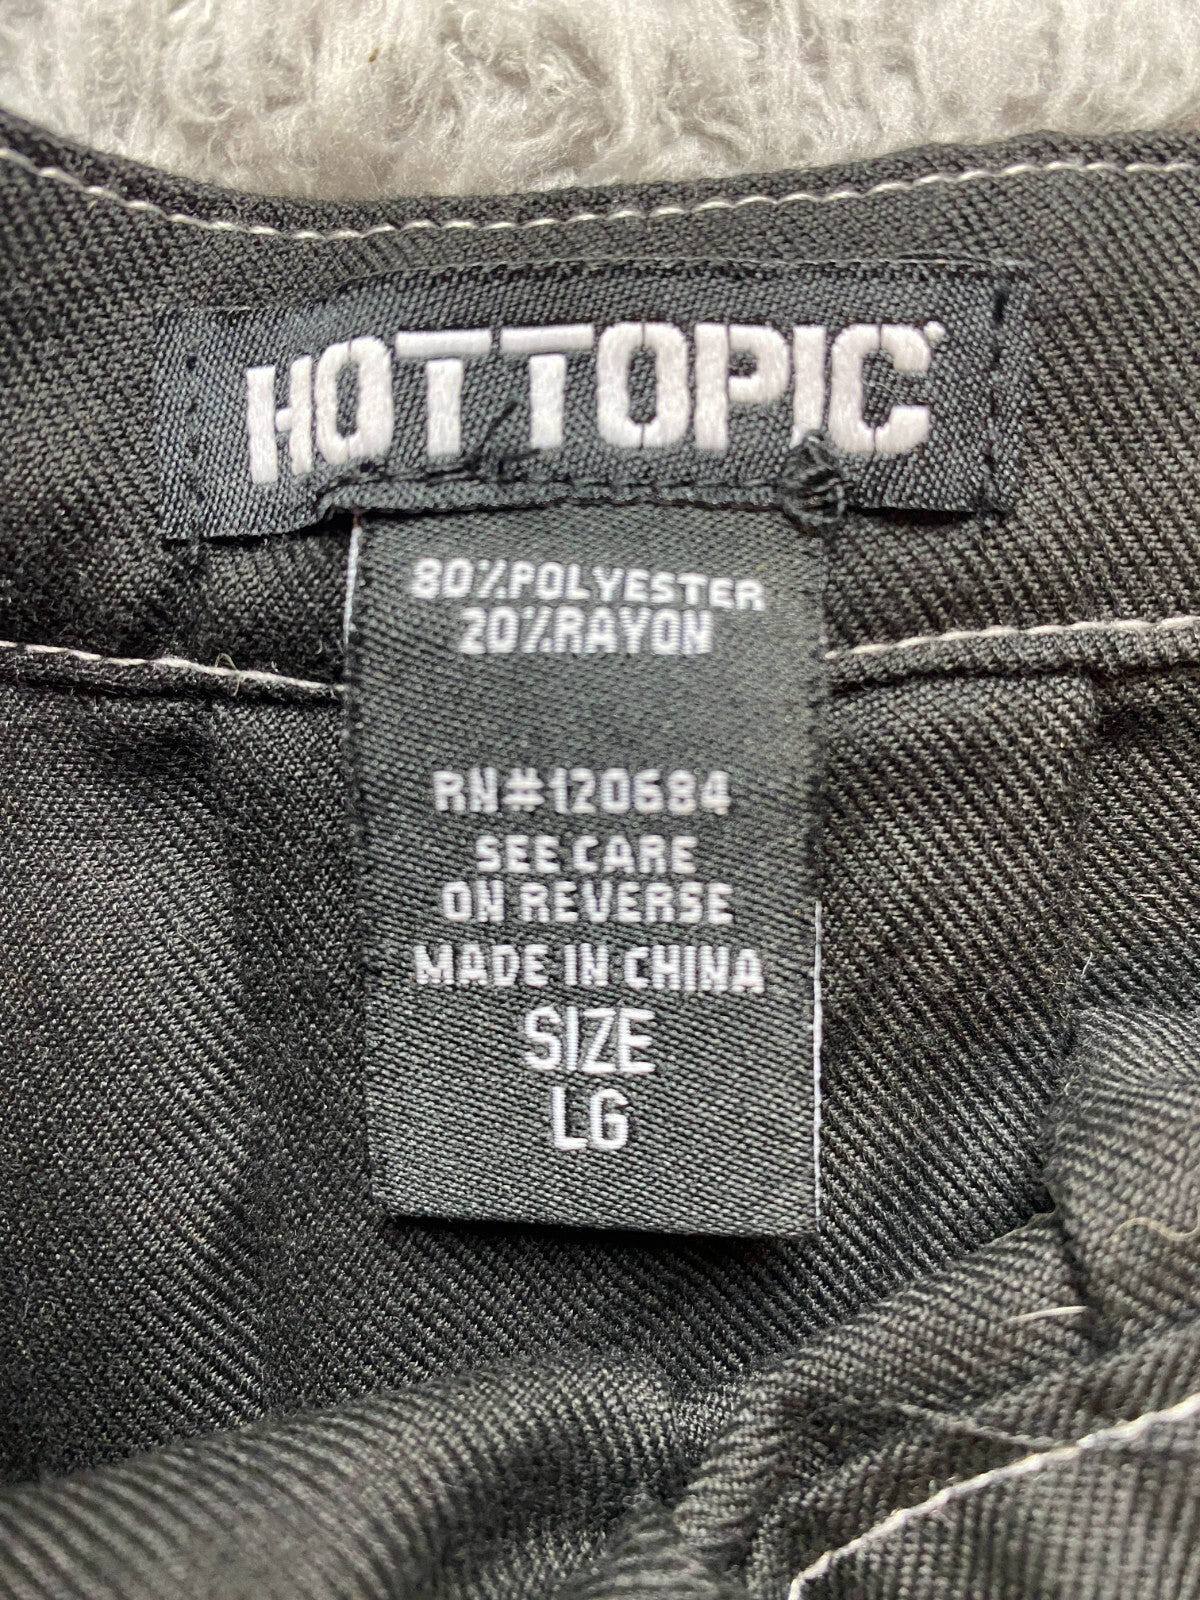 HOTTOPIC
80%POLYESTER
20%RAYON
RN#120684
SEE CARE
ON REVERSE
MADE IN CHINA
SIZE
LG